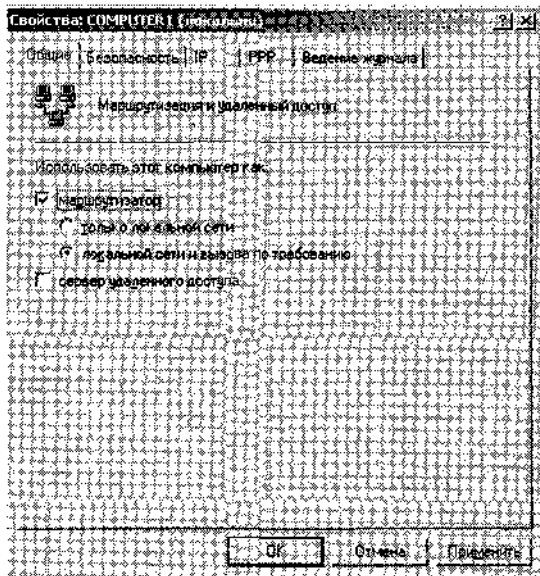 Свойства: COMPUTER1 (локально)
Общие Безопасность IP PPP Ведение журнала
Маршрутизация и удаленный доступ
Использовать этот компьютер как:
маршрутизатор
только локальной сети
локальной сети и вызова по требованию
сервер удаленного доступа
ОК Отмена Применить